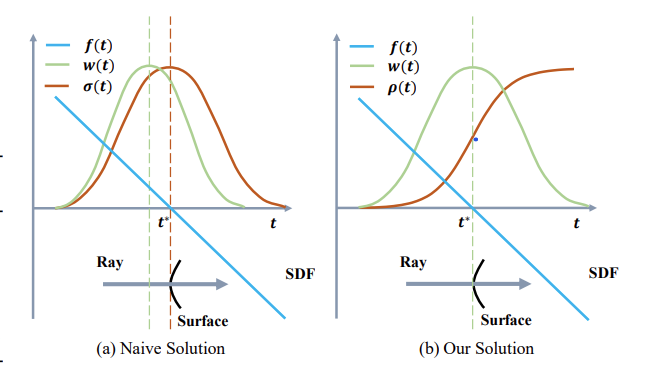 f(t)
w(t)
σ(t)
t*
t
Ray
SDF
Surface
(a) Naive Solution
f(t)
w(t)
ρ(t)
t*
t
Ray
SDF
Surface
(b) Our Solution